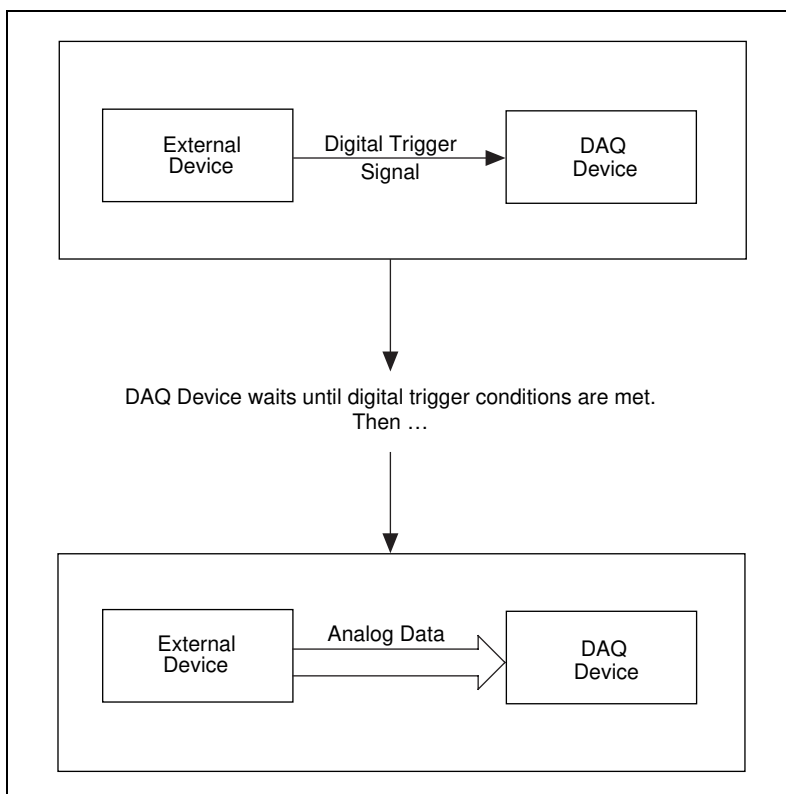 External
Device
Digital Trigger
Signal
DAQ
Device
DAQ Device waits until digital trigger conditions are met.
Then …
External
Device
Analog Data
DAQ
Device